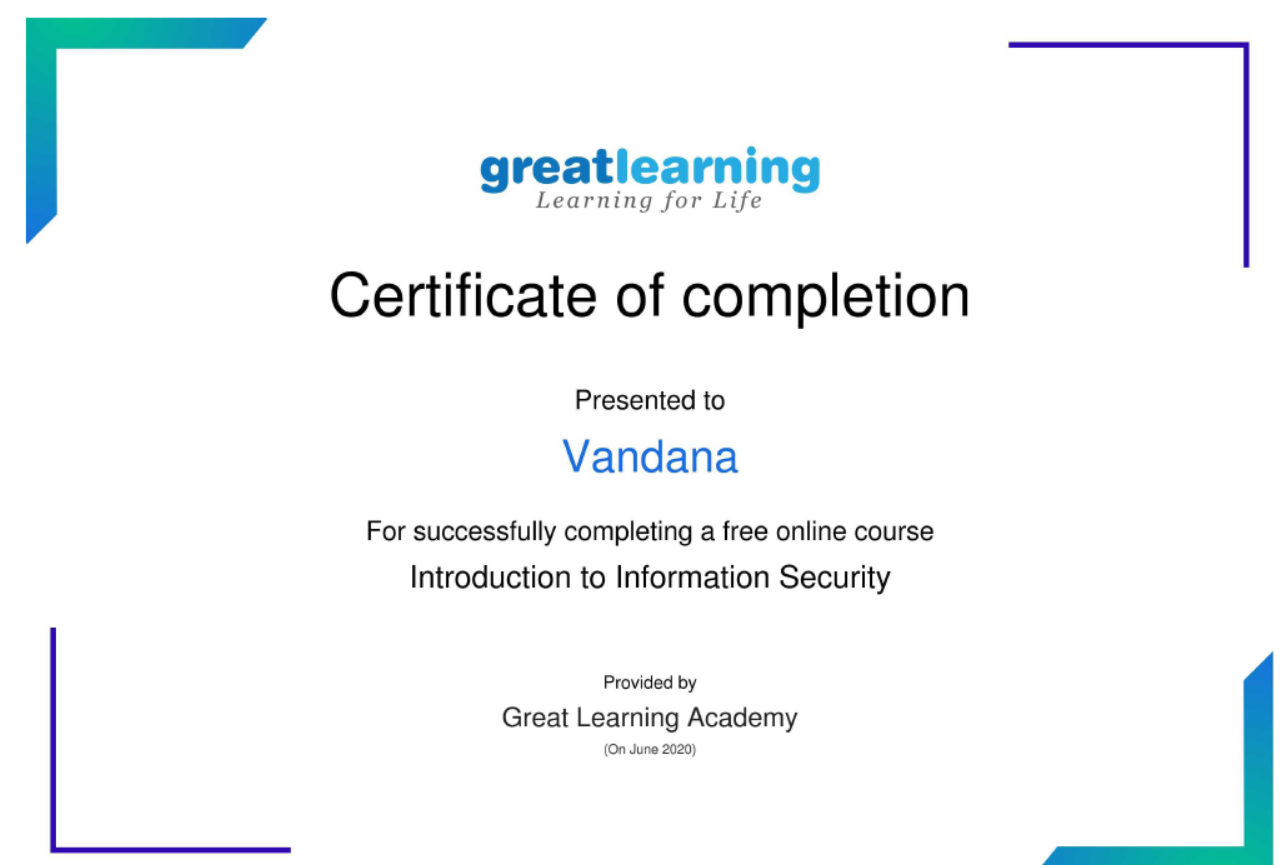 greatlearning
Learning for Life
Certificate of completion
Presented to
Vandana
For successfully completing a free online course
Introduction to Information Security
Provided by
Great Learning Academy
(On June 2020)